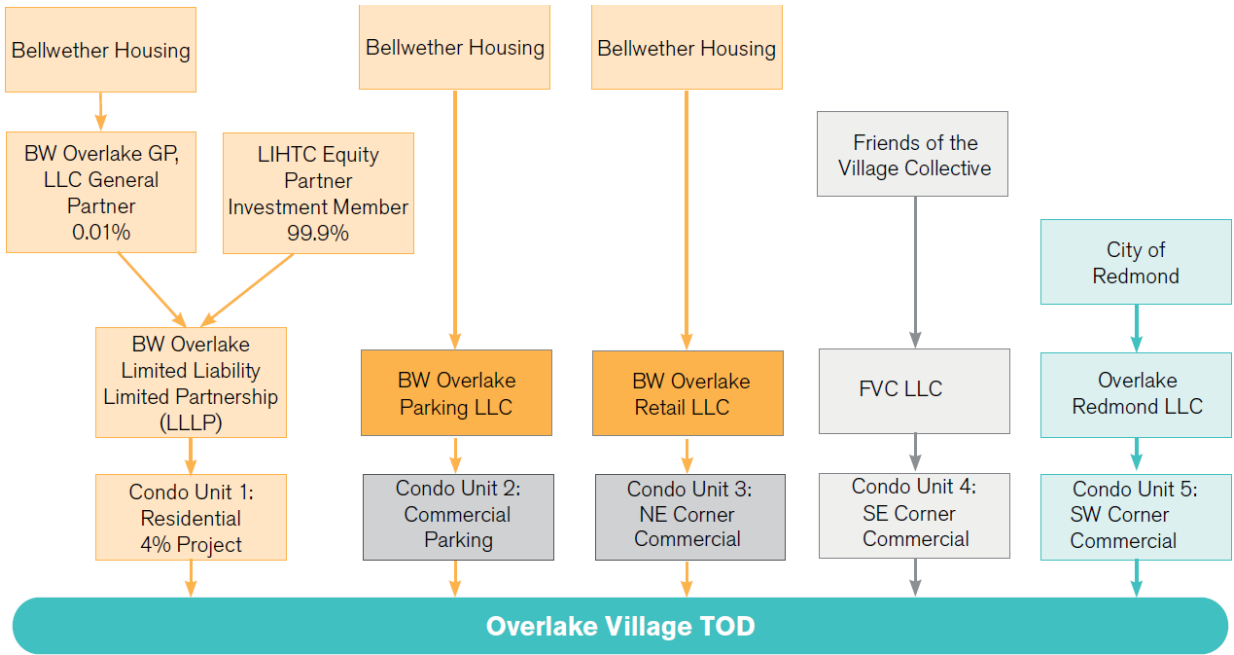 Bellwether Housing
Bellwether Housing
Bellwether Housing
BW Overlake GP,
LLC General
Partner
0.01%
LIHTC Equity
Partner
Investment Member
99.9%
Friends of the
Village Collective
City of
Redmond
BW Overlake
Limited Liability
Limited Partnership
(LLLP)
BW Overlake
Parking LLC
BW Overlake
Retail LLC
FVC LLC
Overlake
Redmond LLC
Condo Unit 1:
Residential
4% Project
Condo Unit 2:
Commercial
Parking
Condo Unit 3:
NE Corner
Commercial
Condo Unit 4:
SE Corner
Commercial
Condo Unit 5:
SW Corner
Commercial
Overlake Village TOD